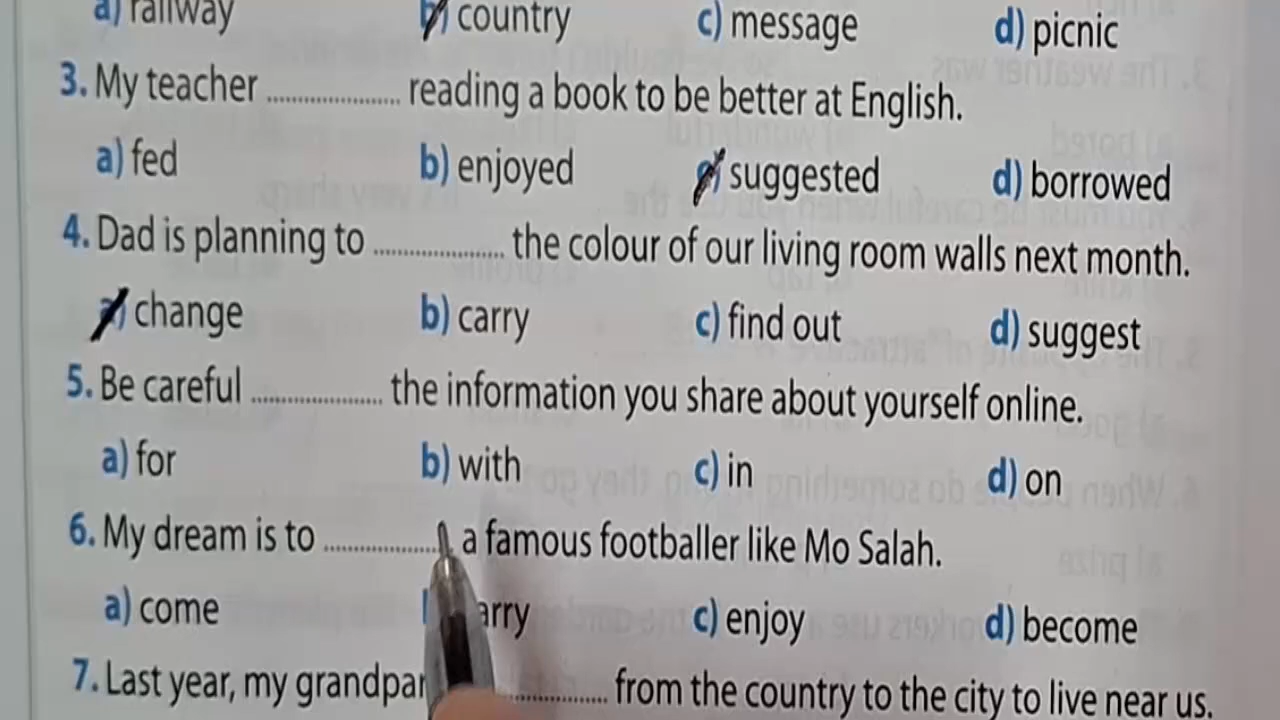 a) railway b) country c) message d) picnic
3. My teacher .................... reading a book to be better at English.
a) fed b) enjoyed c) suggested d) borrowed
4. Dad is planning to .................... the colour of our living room walls next month.
a) change b) carry c) find out d) suggest
5. Be careful .................... the information you share about yourself online.
a) for b) with c) in d) on
6. My dream is to .................... a famous footballer like Mo Salah.
a) come arry c) enjoy d) become
7. Last year, my grandpar .................... from the country to the city to live near us.